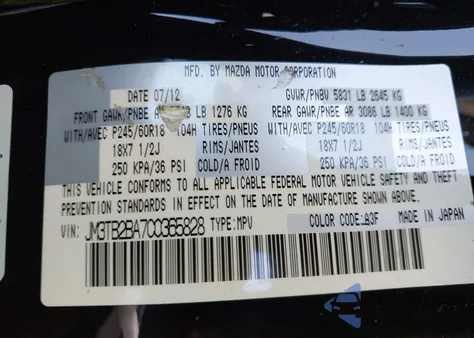 MFD. BY MAZDA MOTOR CORPORATION
DATE 07/12 GVWR/PNBV 5831 LB 2645 KG
FRONT GAWR/PNBE LB 1276 KG REAR GAWR/PNBE AR 3086 LB 1400 KG
WITH/AVEC P245/60R18 104H TIRES/PNEUS WITH/AVEC P245/60R18 104H TIRES/PNEUS
18X7 1/2J RIMS/JANTES 18X7 1/2J RIMS/JANTES
250 KPA/36 PSI COLD/A FROID 250 KPA/36 PSI COLD/A FROID
THIS VEHICLE CONFORMS TO ALL APPLICABLE FEDERAL MOTOR VEHICLE SAFETY AND THEFT
PREVENTION STANDARDS IN EFFECT ON THE DATE OF MANUFACTURE SHOWN ABOVE.
VIN: JM3TB2BA7C0365828 TYPE:MPV COLOR CODE:A3F MADE IN JAPAN